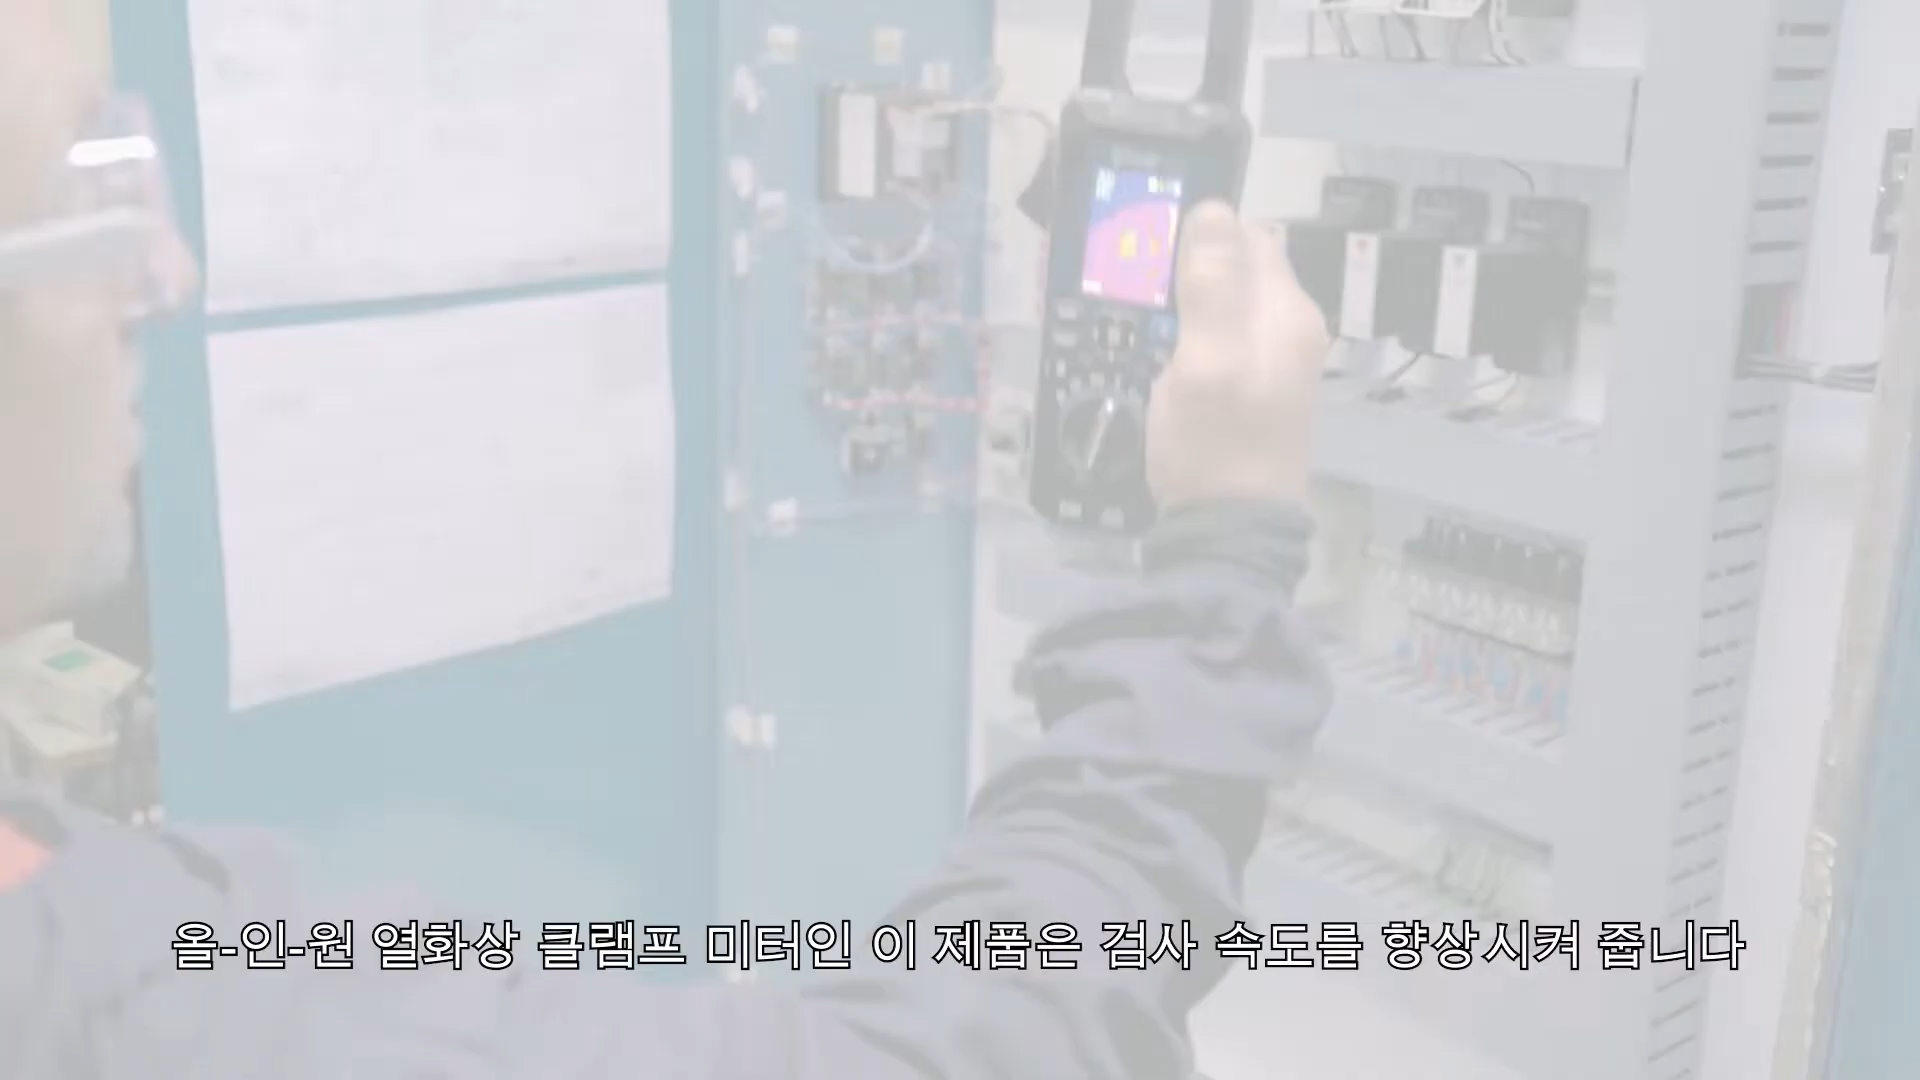 올-인-원 열화상 클램프 미터인 이 제품은 검사 속도를 향상시켜 줍니다